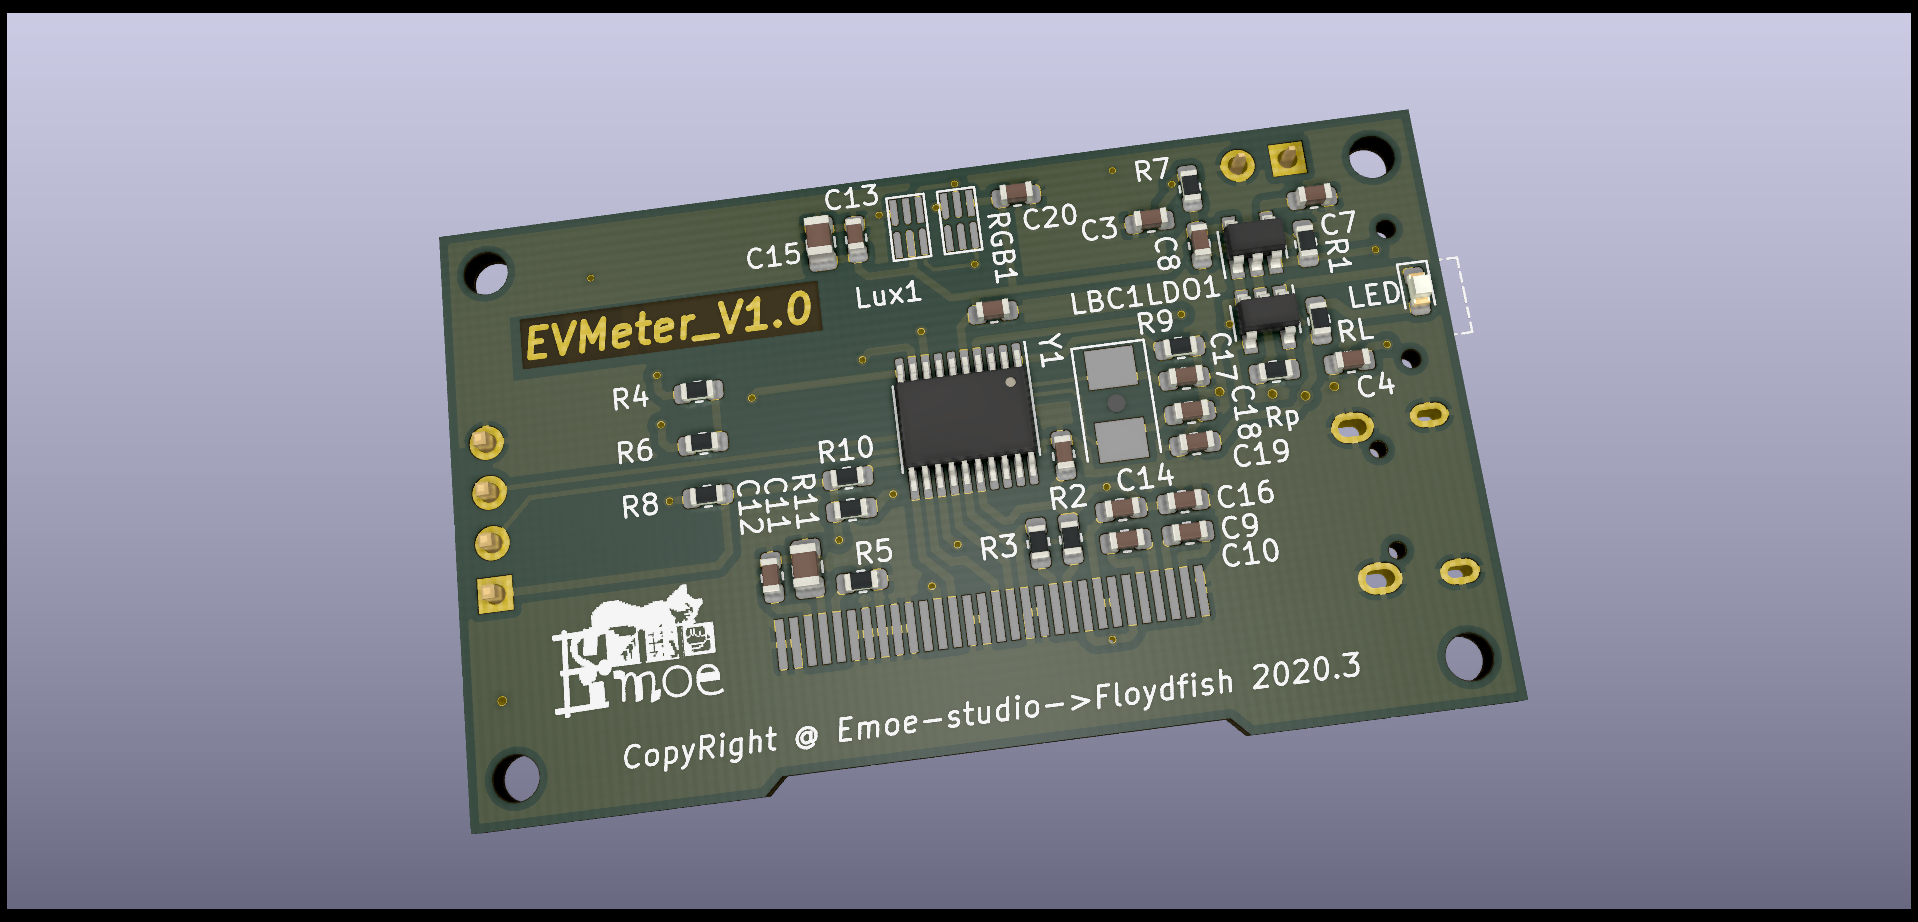 R7
C13
C20
C3
C7
C15
RGB1
C8
R1
Lux1
LBC1
LDO1
LED
EVMeter_V1.0
R9
RL
Y1
C17
C4
R4
C18
Rp
R6
R10
C19
R8
C12
C11
R11
C14
R2
C16
R3
C9
R5
C10
moe
CopyRight @ Emoe-studio->Floydfish 2020.3